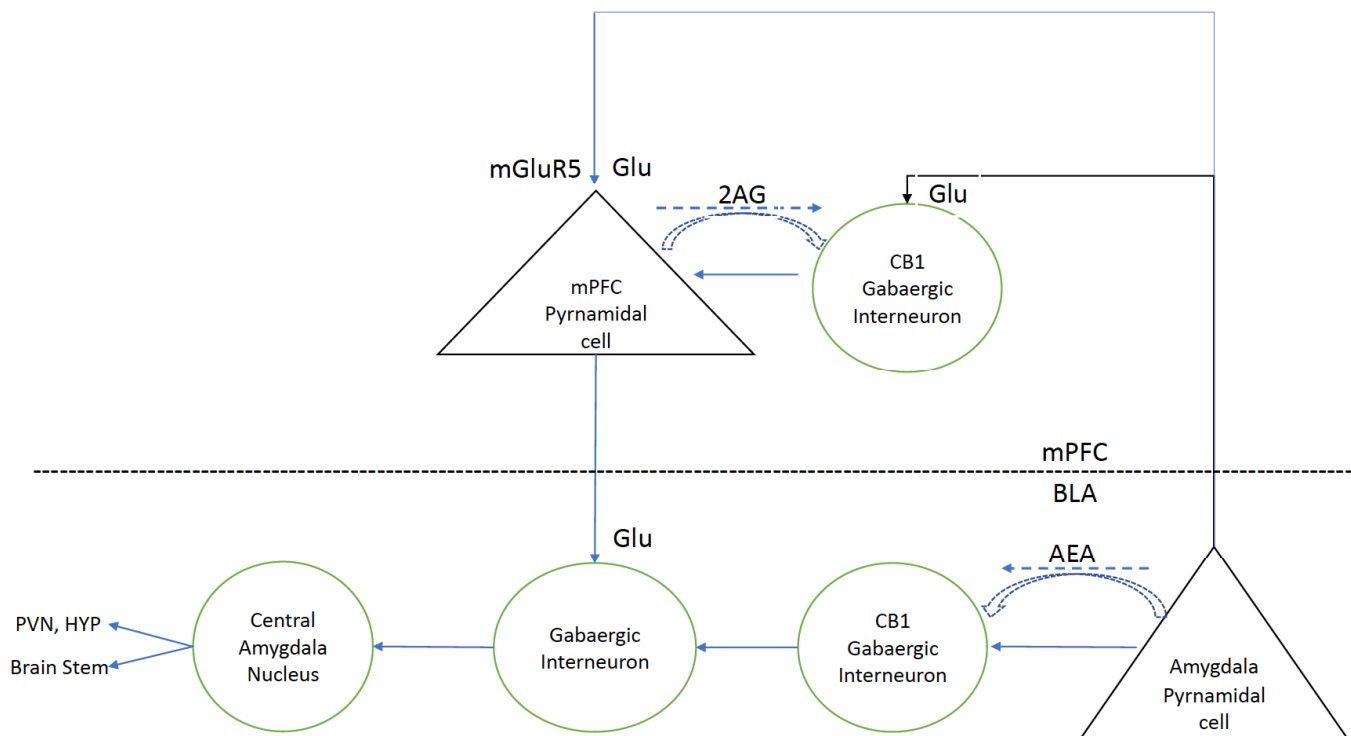 mGluR5 Glu
2AG
Glu
mPFC
Pyrnamidal
cell
CB1
Gabaergic
Interneuron
mPFC
BLA
Glu
AEA
PVN, HYP
Brain Stem
Central
Amygdala
Nucleus
Gabaergic
Interneuron
CB1
Gabaergic
Interneuron
Amygdala
Pyrnamidal
cell